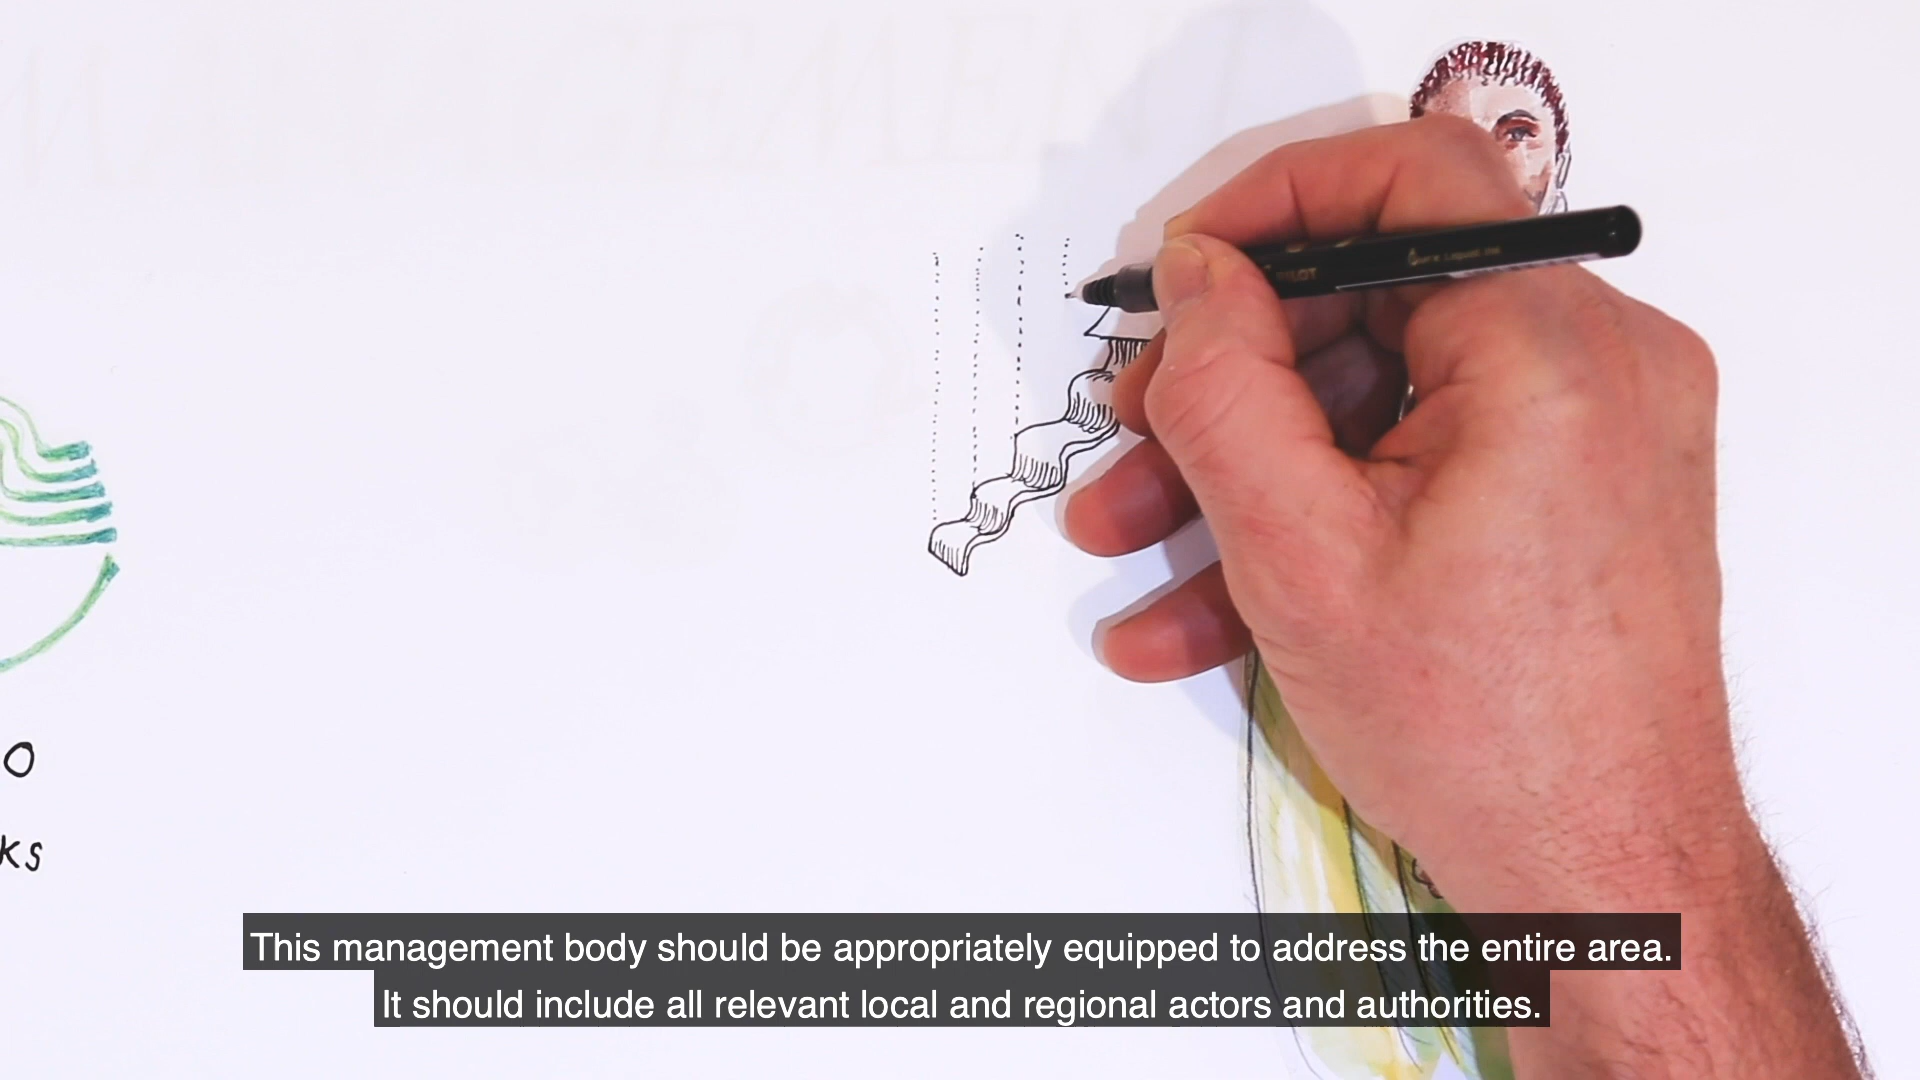 PILOT
O
KS
This management body should be appropriately equipped to address the entire area.
It should include all relevant local and regional actors and authorities.